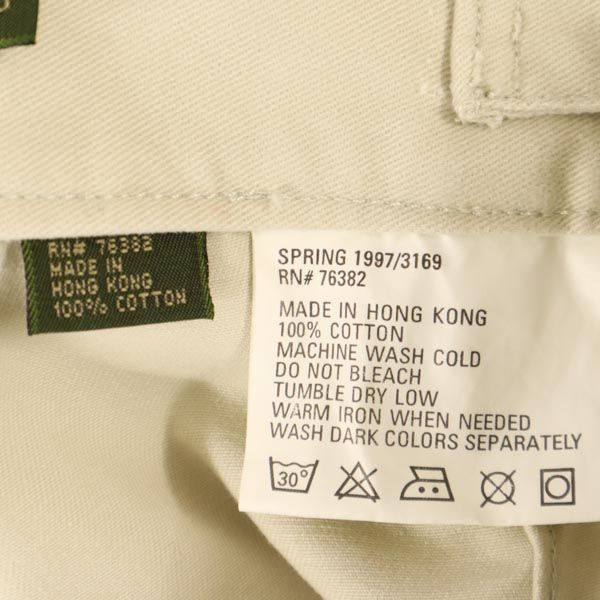 RN# 76382
MADE IN
HONG KONG
100% COTTON
SPRING 1997/3169
RN# 76382
MADE IN HONG KONG
100% COTTON
MACHINE WASH COLD
DO NOT BLEACH
TUMBLE DRY LOW
WARM IRON WHEN NEEDED
WASH DARK COLORS SEPARATELY
30°